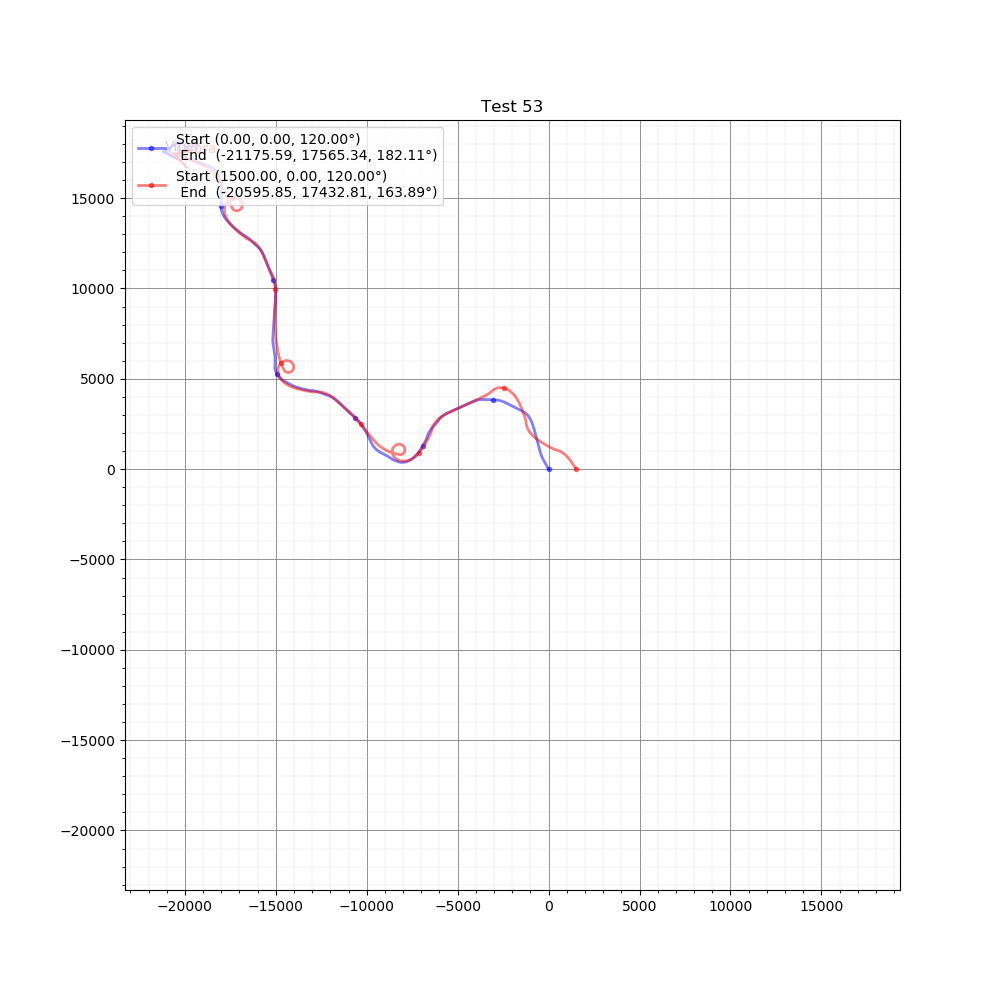 Test 53
Start (0.00, 0.00, 120.00°)
End  (-21175.59, 17565.34, 182.11°)
Start (1500.00, 0.00, 120.00°)
End  (-20595.85, 17432.81, 163.89°)
15000
10000
5000
0
−5000
−10000
−15000
−20000
−20000 −15000 −10000 −5000 0 5000 10000 15000